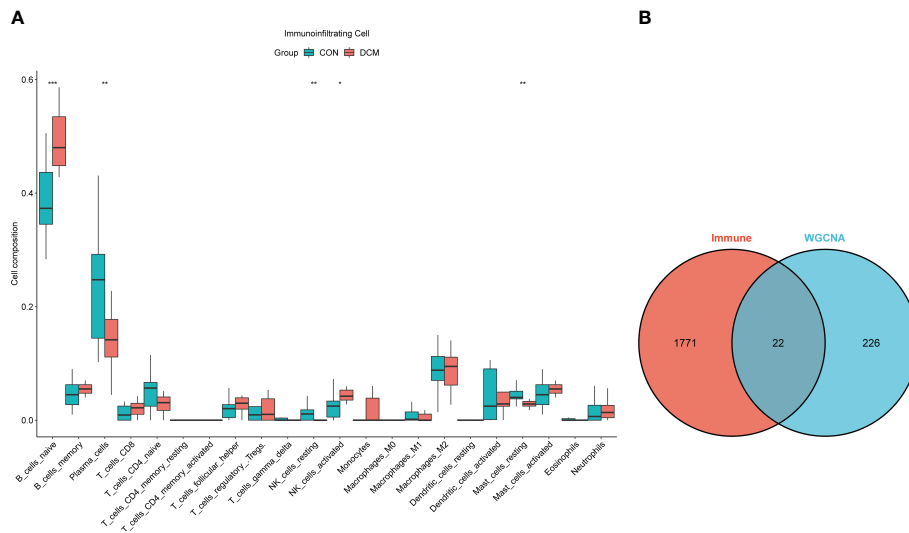 A
B
Immunoinfiltrating Cell
Group CON DCM
*** ** ** * **
0.6
0.4
0.2
0.0
Cell composition
B_cells_naive
B_cells_memory
Plasma_cells
T_cells_CD8
T_cells_CD4_naive
T_cells_CD4_memory_resting
T_cells_CD4_memory_activated
T_cells_follicular_helper
T_cells_regulatory_.Tregs.
T_cells_gamma_delta
NK_cells_resting
NK_cells_activated
Monocytes
Macrophages_M0
Macrophages_M1
Macrophages_M2
Dendritic_cells_resting
Dendritic_cells_activated
Mast_cells_resting
Mast_cells_activated
Eosinophils
Neutrophils
Immune WGCNA
1771 22 226